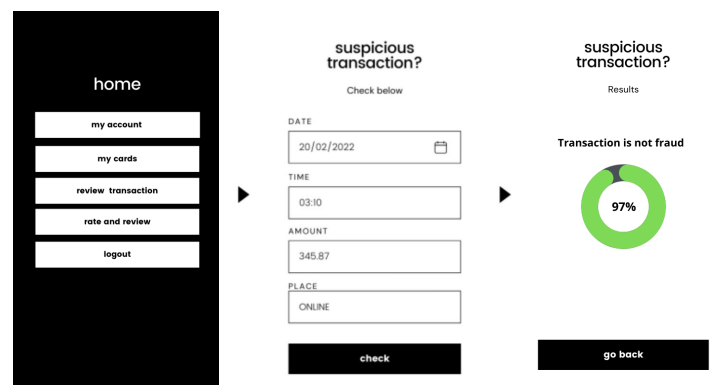 home
my account
my cards
review transaction
rate and review
logout
suspicious
transaction?
Check below
DATE
20/02/2022
TIME
03:10
AMOUNT
345.87
PLACE
ONLINE
check
suspicious
transaction?
Results
Transaction is not fraud
97%
go back